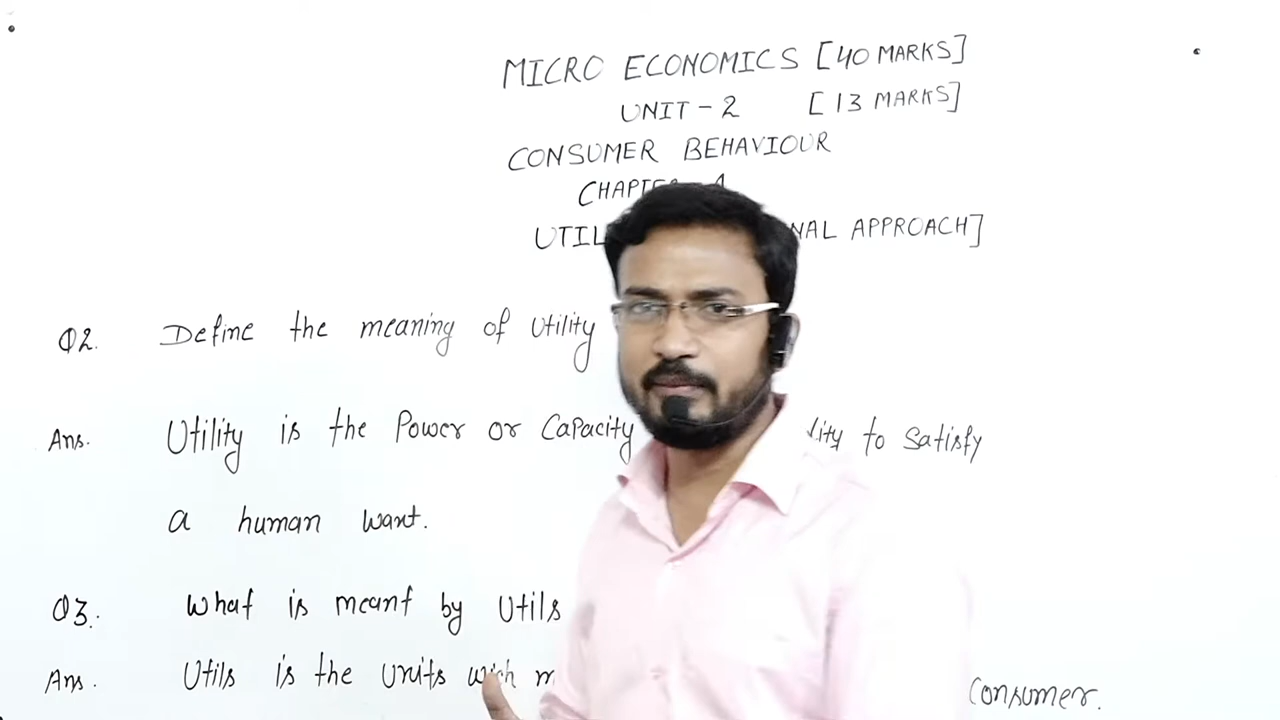 MICRO ECONOMICS [40 MARKS]
UNIT-2 [13 MARKS]
CONSUMER BEHAVIOUR
UTIL NAL APPROACH]
Q2. Define the meaning of Utility
Ans. Utility is the Power or Capacity lity to Satisfy
a human want.
Q3. What is meant by Utils
Ans. Utils is the units m Consumer.